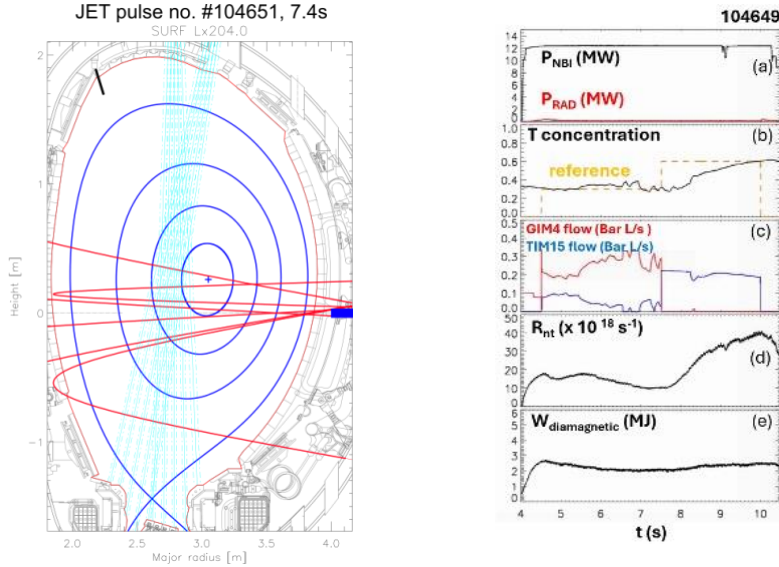 JET pulse no. #104651, 7.4s
SURF Lx204.0
2
1
0
−1
Height [m]
2.0 2.5 3.0 3.5 4.0
Major radius [m]
104649
14
12
10
8
6
4
2
0
P_NBI (MW)
(a)
P_RAD (MW)
1.0
0.8
0.6
0.4
0.2
0.0
T concentration
(b)
reference
0.4
0.3
0.2
0.1
0.0
GIM4 flow (Bar L/s )
(c)
TIM15 flow (Bar L/s)
50
40
30
20
10
0
R_nt (x 10 ^18 s^-1)
(d)
6
5
4
3
2
1
0
W_diamagnetic (MJ)
(e)
4 5 6 7 8 9 10
t (s)